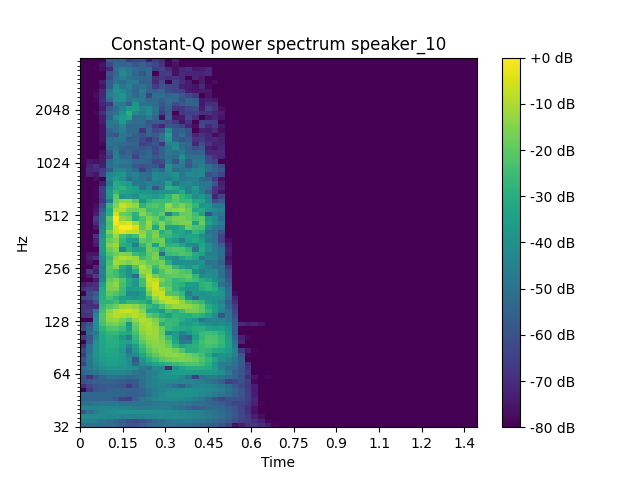 Constant-Q power spectrum speaker_10
Hz
2048
1024
512
256
128
64
32
0 0.15 0.3 0.45 0.6 0.75 0.9 1.1 1.2 1.4
Time
+0 dB
-10 dB
-20 dB
-30 dB
-40 dB
-50 dB
-60 dB
-70 dB
-80 dB